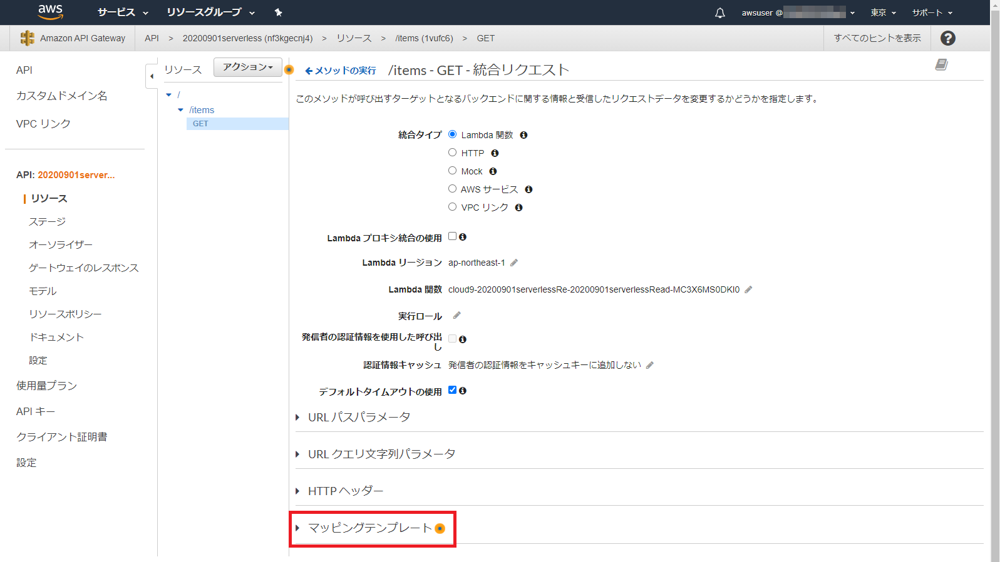 aws サービス リソースグループ awsuser @ 東京 サポート
Amazon API Gateway API > 20200901serverless (nf3kgecnj4) > リソース > /items (1vufc6) > GET すべてのヒントを表示 ?
API
カスタムドメイン名
VPC リンク
API: 20200901server...
リソース
ステージ
オーソライザー
ゲートウェイのレスポンス
モデル
リソースポリシー
ドキュメント
設定
使用量プラン
API キー
クライアント証明書
設定
リソース アクション
/
/items
GET
メソッドの実行 /items - GET - 統合リクエスト
このメソッドが呼び出すターゲットとなるバックエンドに関する情報と受信したリクエストデータを変更するかどうかを指定します。
統合タイプ Lambda 関数
HTTP
Mock
AWS サービス
VPC リンク
Lambda プロキシ統合の使用
Lambda リージョン ap-northeast-1
Lambda 関数 cloud9-20200901serverlessRe-20200901serverlessRead-MC3X6MS0DKI0
実行ロール
発信者の認証情報を使用した呼び出
し
認証情報キャッシュ 発信者の認証情報をキャッシュキーに追加しない
デフォルトタイムアウトの使用
URL パスパラメータ
URL クエリ文字列パラメータ
HTTP ヘッダー
マッピングテンプレート